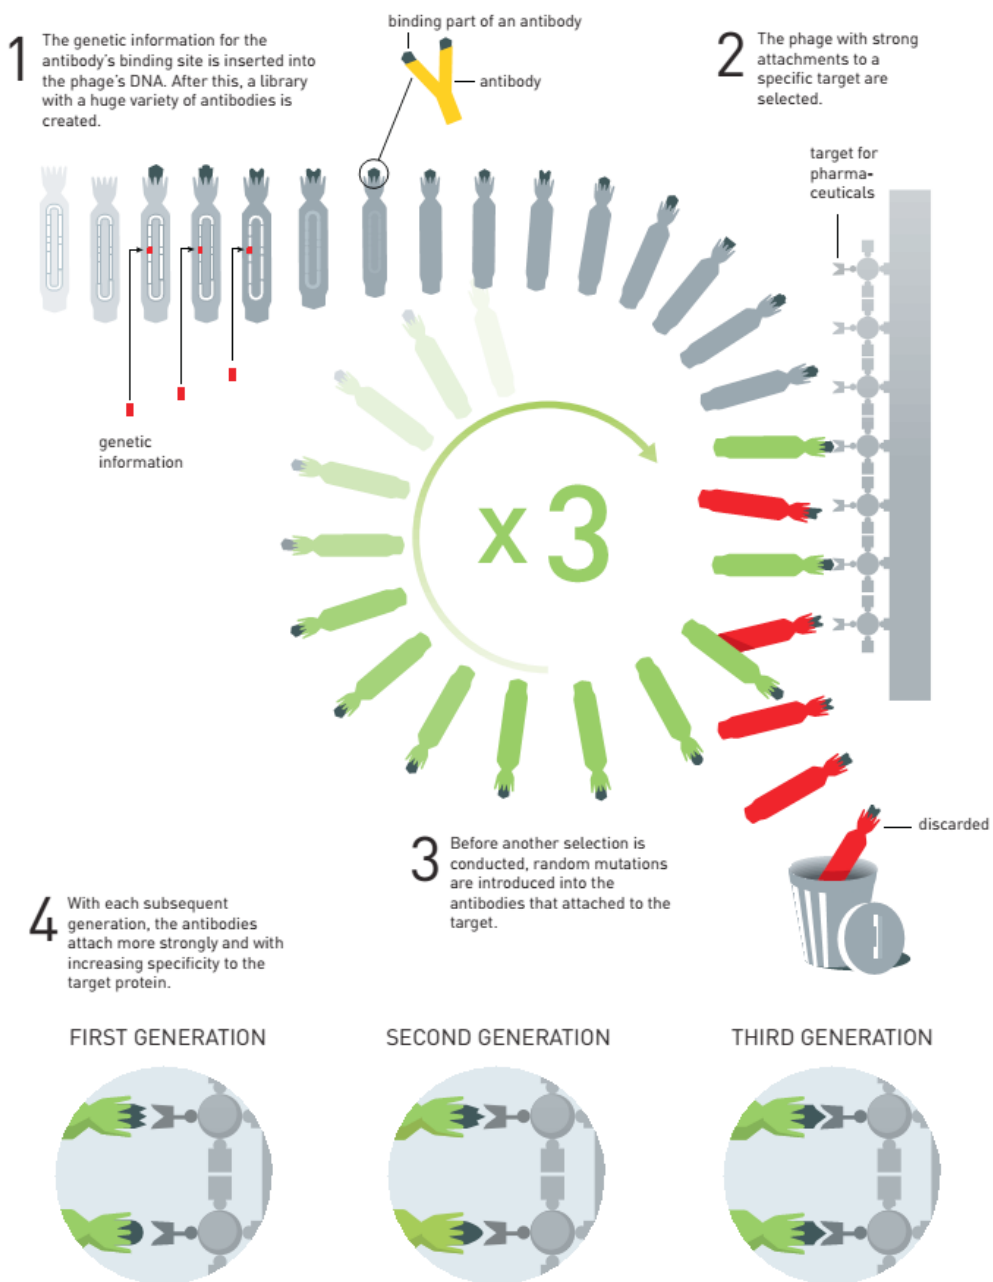 binding part of an antibody
1
The genetic information for the
antibody's binding site is inserted into
the phage's DNA. After this, a library
with a huge variety of antibodies is
created.
antibody
2
The phage with strong
attachments to a
specific target are
selected.
target for
pharma-
ceuticals
genetic
information
x 3
discarded
3
Before another selection is
conducted, random mutations
are introduced into the
antibodies that attached to the
target.
4
With each subsequent
generation, the antibodies
attach more strongly and with
increasing specificity to the
target protein.
FIRST GENERATION
SECOND GENERATION
THIRD GENERATION